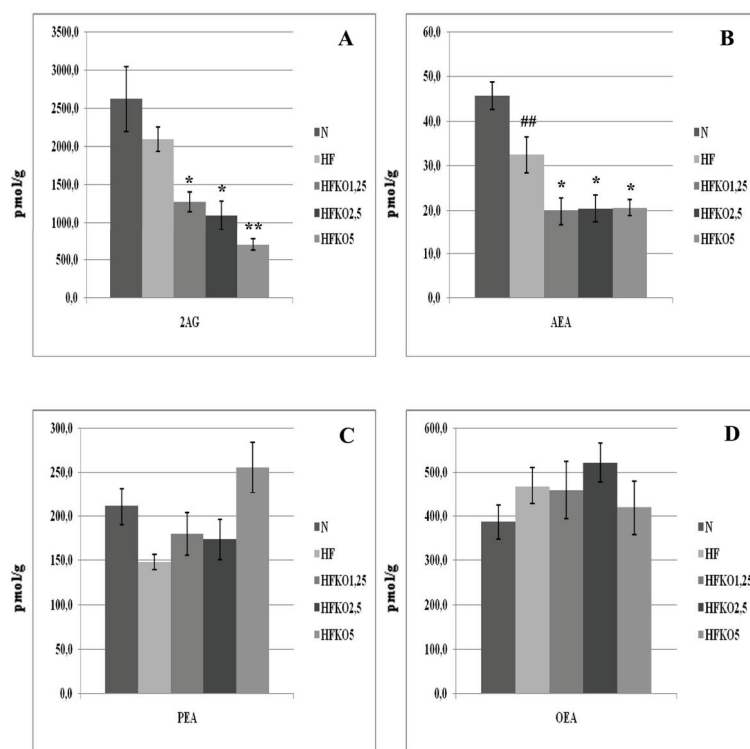 A
3500,0
3000,0
2500,0
2000,0
1500,0
1000,0
500,0
0,0
pmol/g
*
*
**
2AG
N
HF
HFKO1,25
HFKO2,5
HFKO5
B
60,0
50,0
40,0
30,0
20,0
10,0
0,0
pmol/g
##
*
*
*
AEA
N
HF
HFKO1,25
HFKO2,5
HFKO5
C
300,0
250,0
200,0
150,0
100,0
50,0
0,0
pmol/g
PEA
N
HF
HFKO1,25
HFKO2,5
HFKO5
D
600,0
500,0
400,0
300,0
200,0
100,0
0,0
pmol/g
OEA
N
HF
HFKO1,25
HFKO2,5
HFKO5